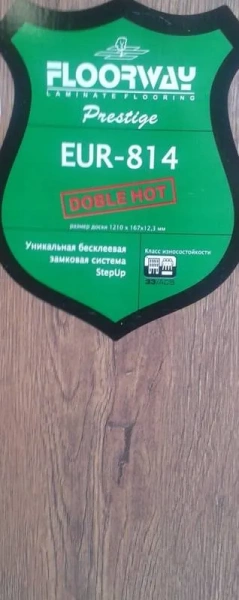 FLOORWAY
LAMINATE FLOORING
Prestige
EUR-814
DOBLE HOT
размер доски 1210 x 167x12,3 мм
Уникальная бесклеевая
замковая система
StepUp
Класс износостойкости
33